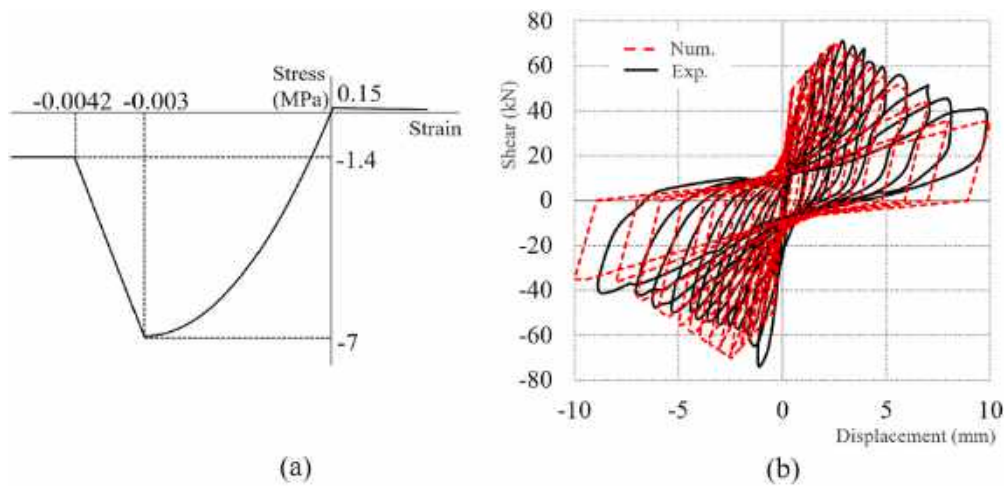 Stress
(MPa)
0.15
-0.0042
-0.003
Strain
-1.4
-7
(a)
80
60
40
20
0
-20
-40
-60
-80
Shear (kN)
Num.
Exp.
-10
-5
0
5
10
Displacement (mm)
(b)